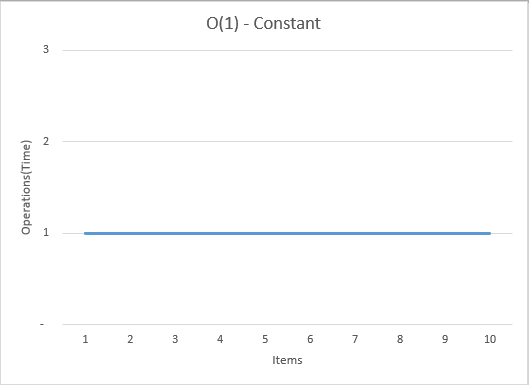 O(1) - Constant
3
2
1
-
Operations(Time)
1 2 3 4 5 6 7 8 9 10
Items